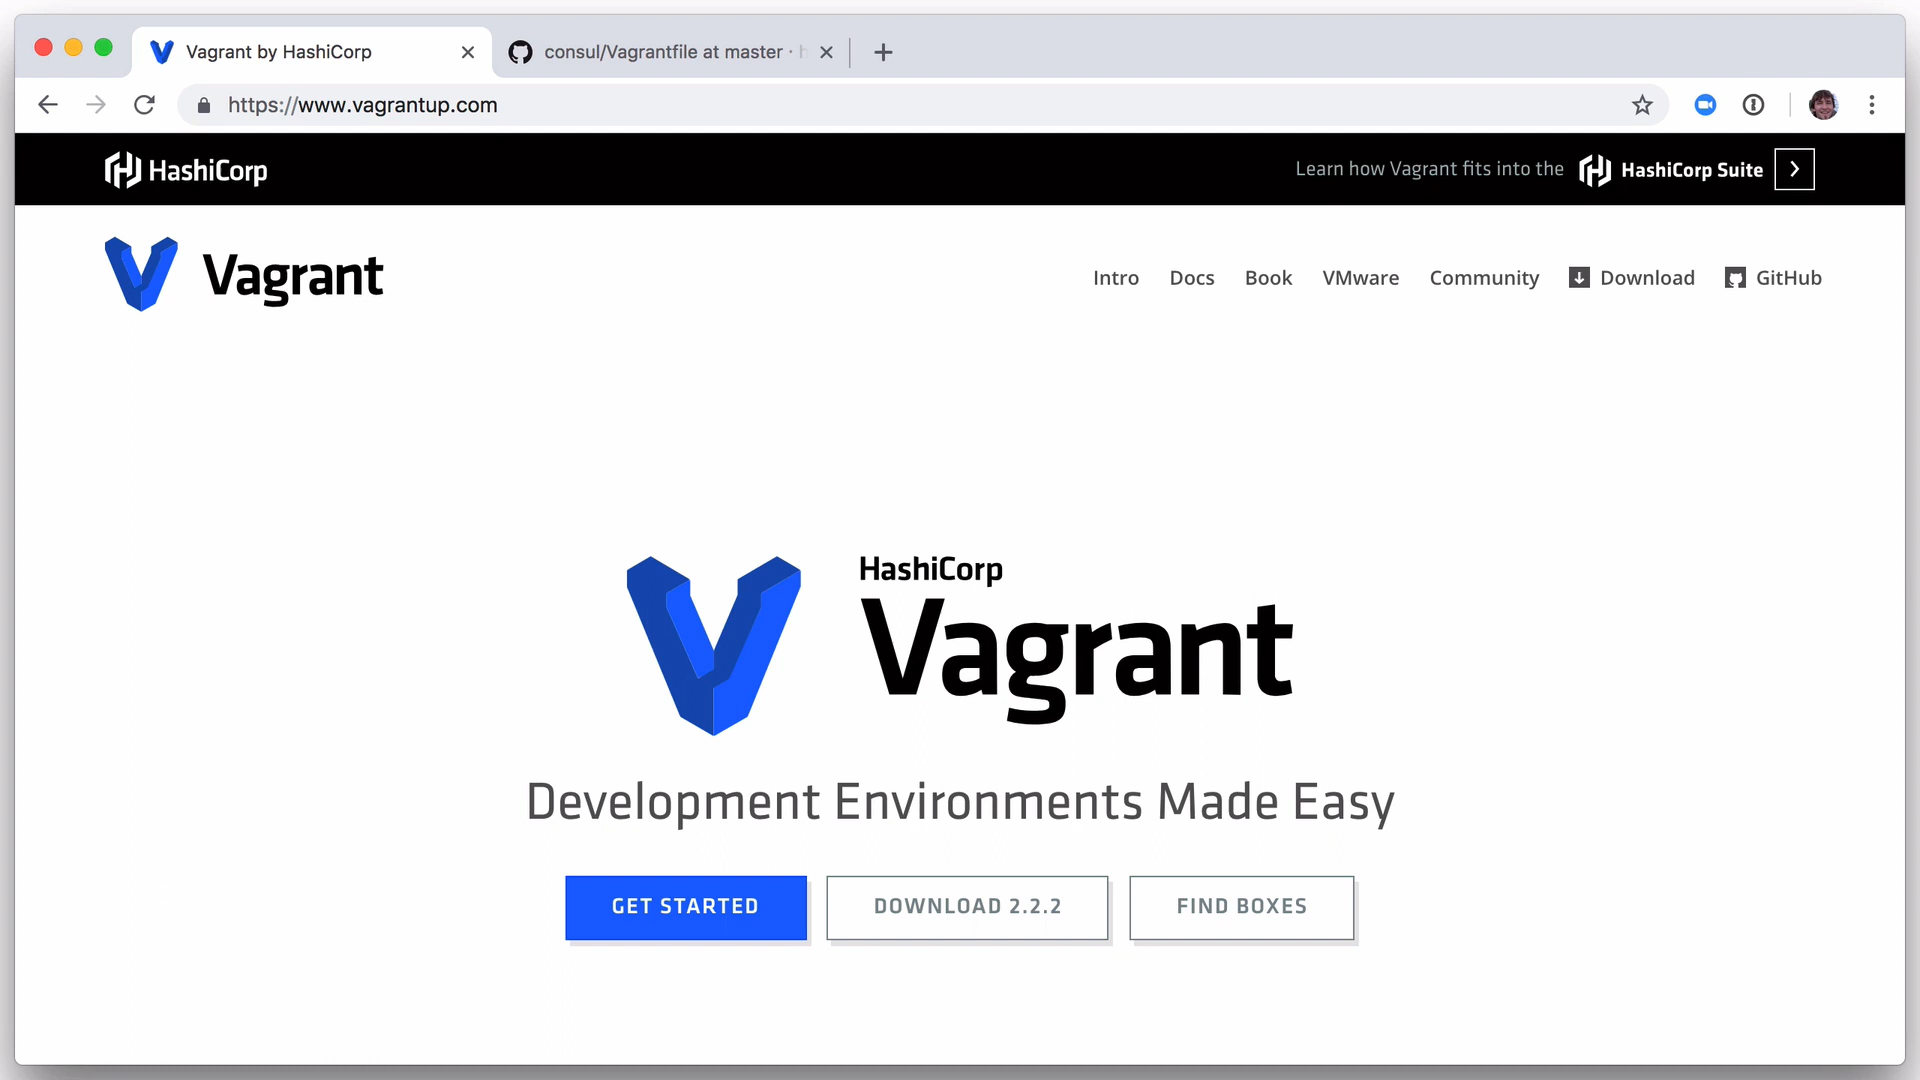 Vagrant by HashiCorp
consul/Vagrantfile at master · h
https://www.vagrantup.com
HashiCorp
Learn how Vagrant fits into the HashiCorp Suite
Vagrant
Intro Docs Book VMware Community Download GitHub
HashiCorp
Vagrant
Development Environments Made Easy
GET STARTED DOWNLOAD 2.2.2 FIND BOXES